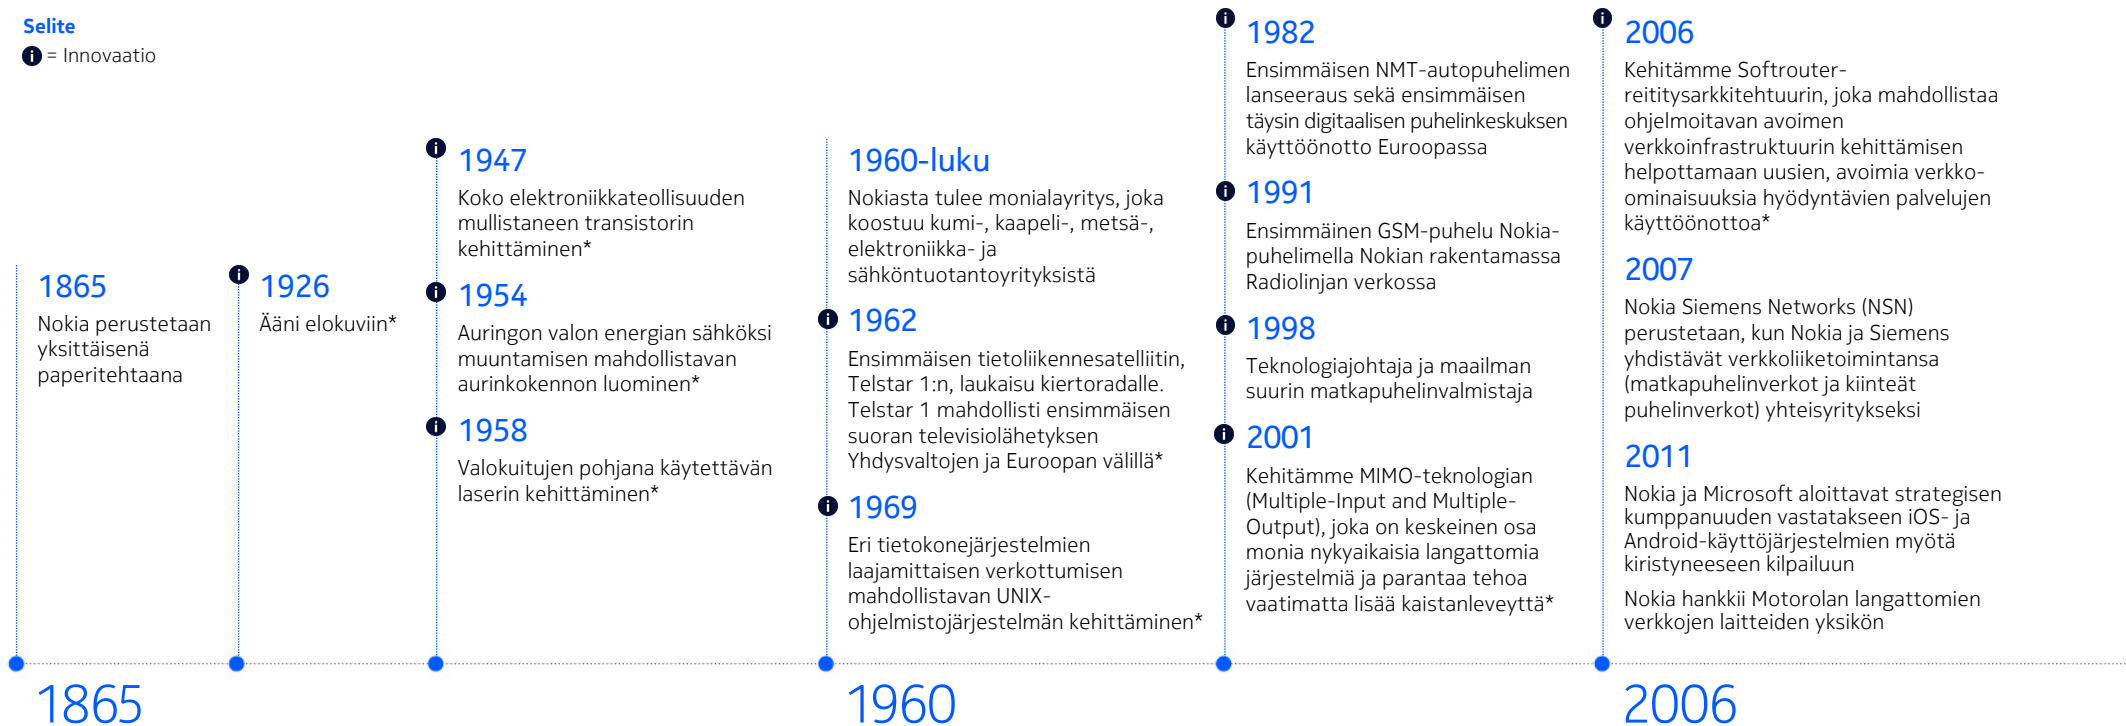 Selite
i = Innovaatio
1865
Nokia perustetaan
yksittäisenä
paperitehtaana
i
1926
Ääni elokuviin*
i
1947
Koko elektroniikkateollisuuden
mullistaneen transistorin
kehittäminen*
i
1954
Auringon valon energian sähköksi
muuntamisen mahdollistavan
aurinkokennon luominen*
i
1958
Valokuitujen pohjana käytettävän
laserin kehittäminen*
1960-luku
Nokiasta tulee monialayritys, joka
koostuu kumi-, kaapeli-, metsä-,
elektroniikka- ja
sähköntuotantoyrityksistä
i
1962
Ensimmäisen tietoliikennesatelliitin,
Telstar 1:n, laukaisu kiertoradalle.
Telstar 1 mahdollisti ensimmäisen
suoran televisiolähetyksen
Yhdysvaltojen ja Euroopan välillä*
i
1969
Eri tietokonejärjestelmien
laajamittaisen verkottumisen
mahdollistavan UNIX-
ohjelmistojärjestelmän kehittäminen*
i
1982
Ensimmäisen NMT-autopuhelimen
lanseeraus sekä ensimmäisen
täysin digitaalisen puhelinkeskuksen
käyttöönotto Euroopassa
i
1991
Ensimmäinen GSM-puhelu Nokia-
puhelimella Nokian rakentamassa
Radiolinjan verkossa
i
1998
Teknologiajohtaja ja maailman
suurin matkapuhelinvalmistaja
i
2001
Kehitämme MIMO-teknologian
(Multiple-Input and Multiple-
Output), joka on keskeinen osa
monia nykyaikaisia langattomia
järjestelmiä ja parantaa tehoa
vaatimatta lisää kaistanleveyttä*
i
2006
Kehitämme Softrouter-
reititysarkkitehtuurin, joka mahdollistaa
ohjelmoitavan avoimen
verkkoinfrastruktuurin kehittämisen
helpottamaan uusien, avoimia verkko-
ominaisuuksia hyödyntävien palvelujen
käyttöönottoa*
2007
Nokia Siemens Networks (NSN)
perustetaan, kun Nokia ja Siemens
yhdistävät verkkoliiketoimintansa
(matkapuhelinverkot ja kiinteät
puhelinverkot) yhteisyritykseksi
2011
Nokia ja Microsoft aloittavat strategisen
kumppanuuden vastatakseen iOS- ja
Android-käyttöjärjestelmien myötä
kiristyneeseen kilpailuun
Nokia hankkii Motorolan langattomien
verkkojen laitteiden yksikön
1865
1960
2006